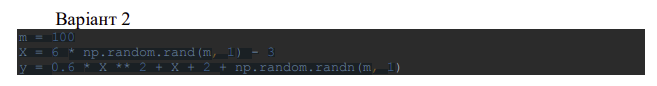 Варіант 2
m = 100
X = 6 * np.random.rand(m, 1) - 3
y = 0.6 * X ** 2 + X + 2 + np.random.randn(m, 1)